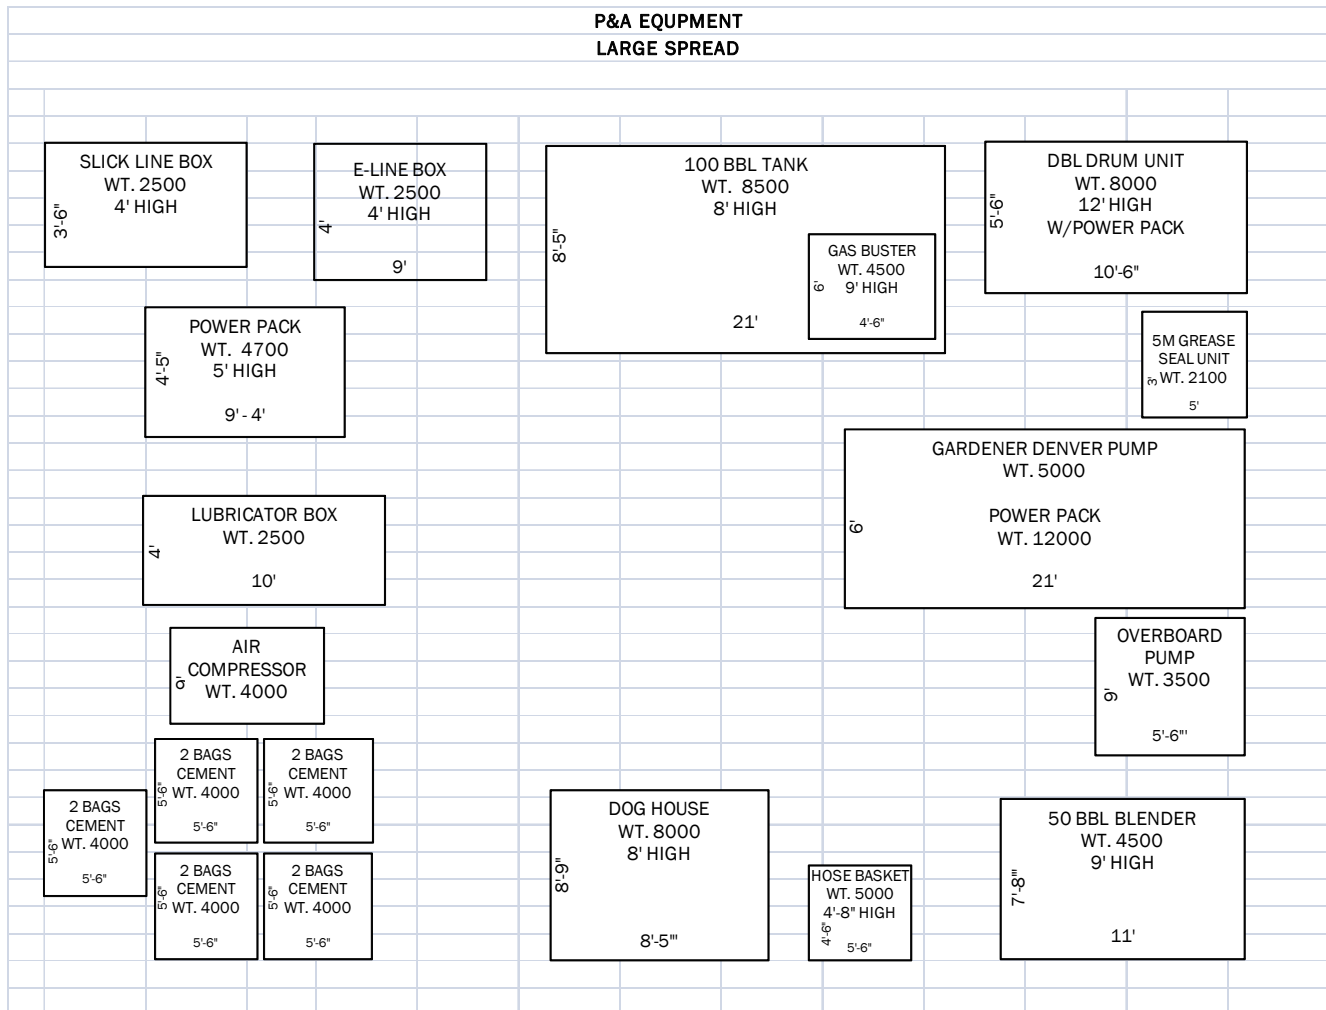 P&A EQUPMENT
LARGE SPREAD
SLICK LINE BOX
WT. 2500
4' HIGH
3'-6"
E-LINE BOX
WT. 2500
4' HIGH
4'
9'
100 BBL TANK
WT. 8500
8' HIGH
8'-5"
21'
GAS BUSTER
WT. 4500
9' HIGH
6'
4'-6"
DBL DRUM UNIT
WT. 8000
12' HIGH
W/POWER PACK
5'-6"
10'-6"
POWER PACK
WT. 4700
5' HIGH
4'-5"
9' - 4'
5M GREASE
SEAL UNIT
WT. 2100
3'
5'
GARDENER DENVER PUMP
WT. 5000
POWER PACK
WT. 12000
6'
21'
LUBRICATOR BOX
WT. 2500
4'
10'
AIR
COMPRESSOR
WT. 4000
9'
OVERBOARD
PUMP
WT. 3500
9'
5'-6"'
2 BAGS
CEMENT
WT. 4000
5'-6"
5'-6"
2 BAGS
CEMENT
WT. 4000
5'-6"
5'-6"
2 BAGS
CEMENT
WT. 4000
5'-6"
5'-6"
2 BAGS
CEMENT
WT. 4000
5'-6"
5'-6"
2 BAGS
CEMENT
WT. 4000
5'-6"
5'-6"
DOG HOUSE
WT. 8000
8' HIGH
8'-9"
8'-5"'
HOSE BASKET
WT. 5000
4'-8" HIGH
4'-6"
5'-6"
50 BBL BLENDER
WT. 4500
9' HIGH
7'-8"'
11'